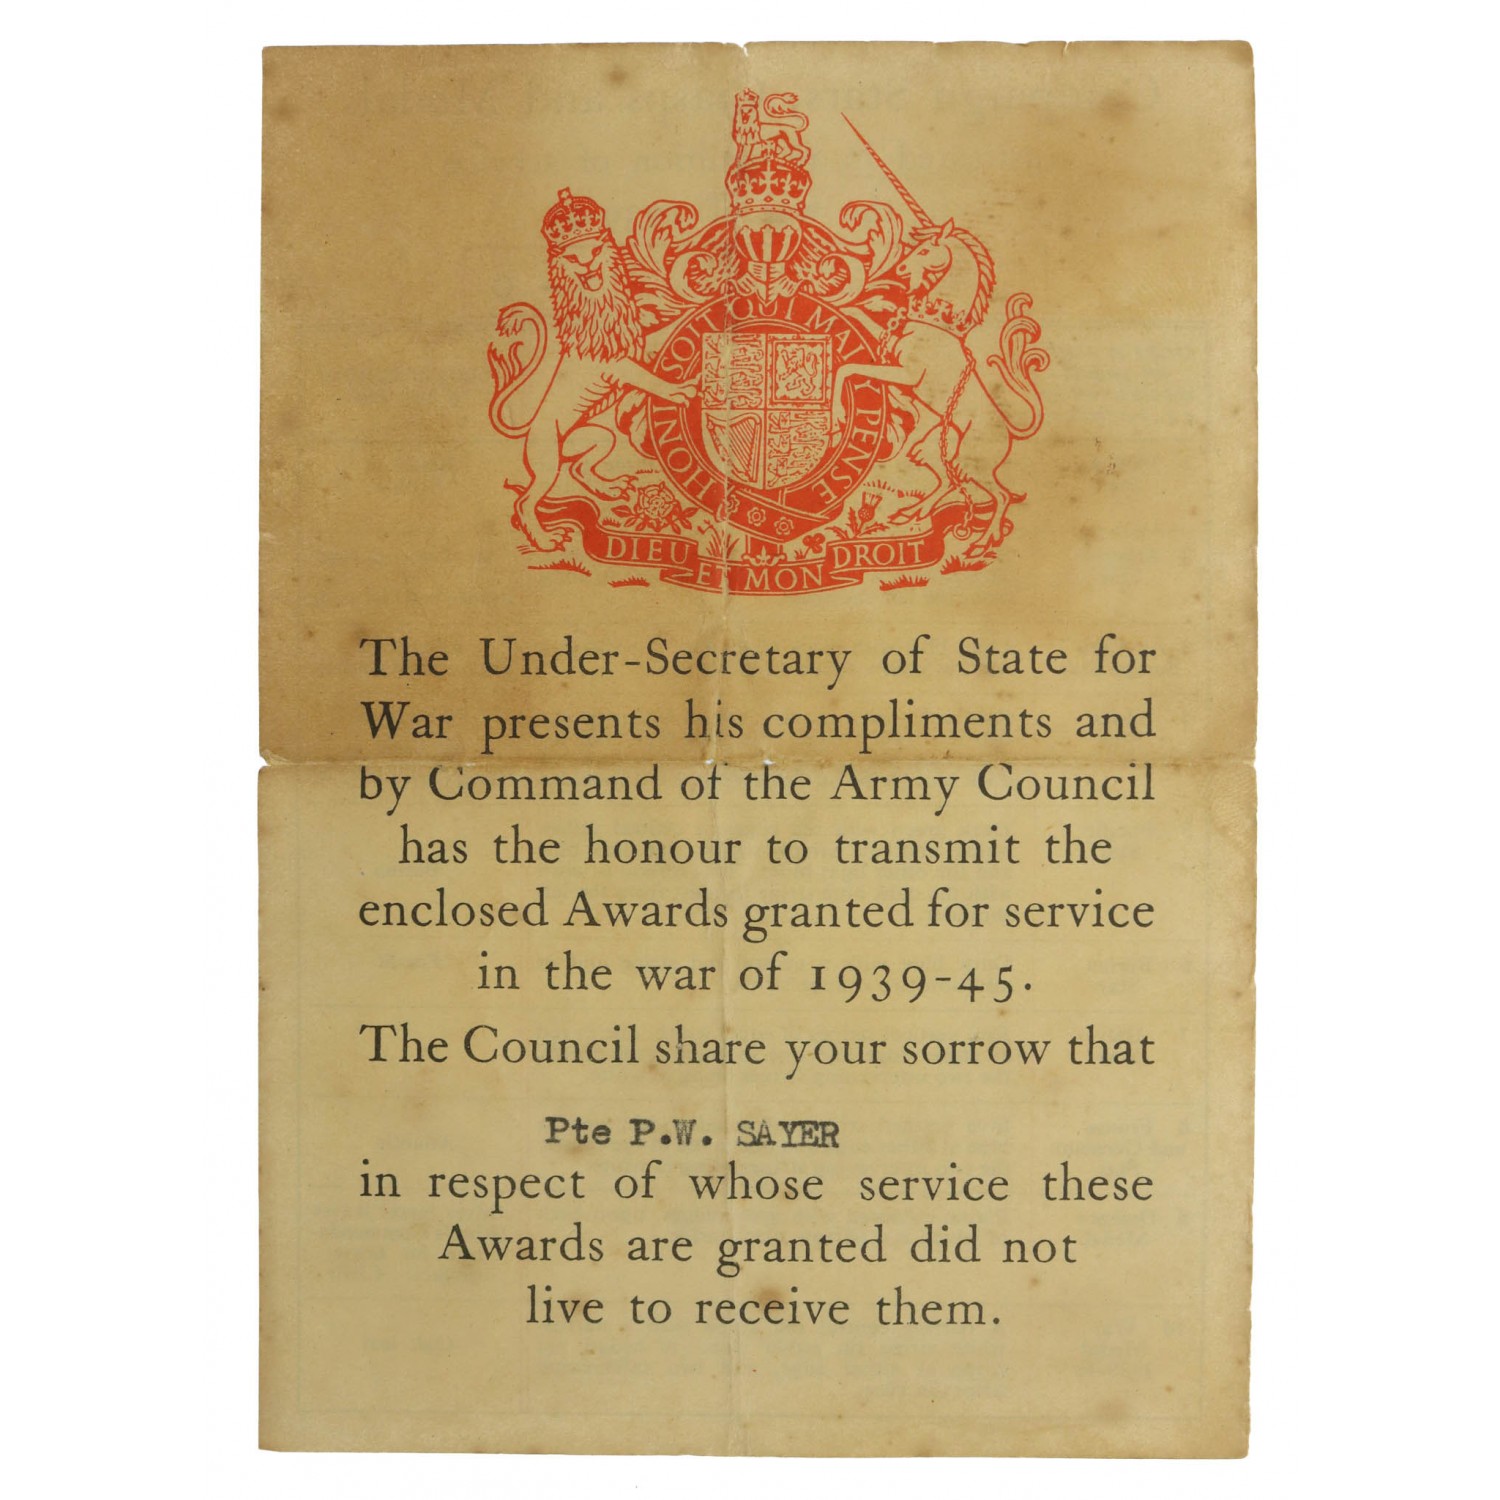 HONI SOIT QUI MAL Y PENSE
DIEU ET MON DROIT
The Under-Secretary of State for
War presents his compliments and
by Command of the Army Council
has the honour to transmit the
enclosed Awards granted for service
in the war of 1939-45.
The Council share your sorrow that
Pte P.W. SAYER
in respect of whose service these
Awards are granted did not
live to receive them.